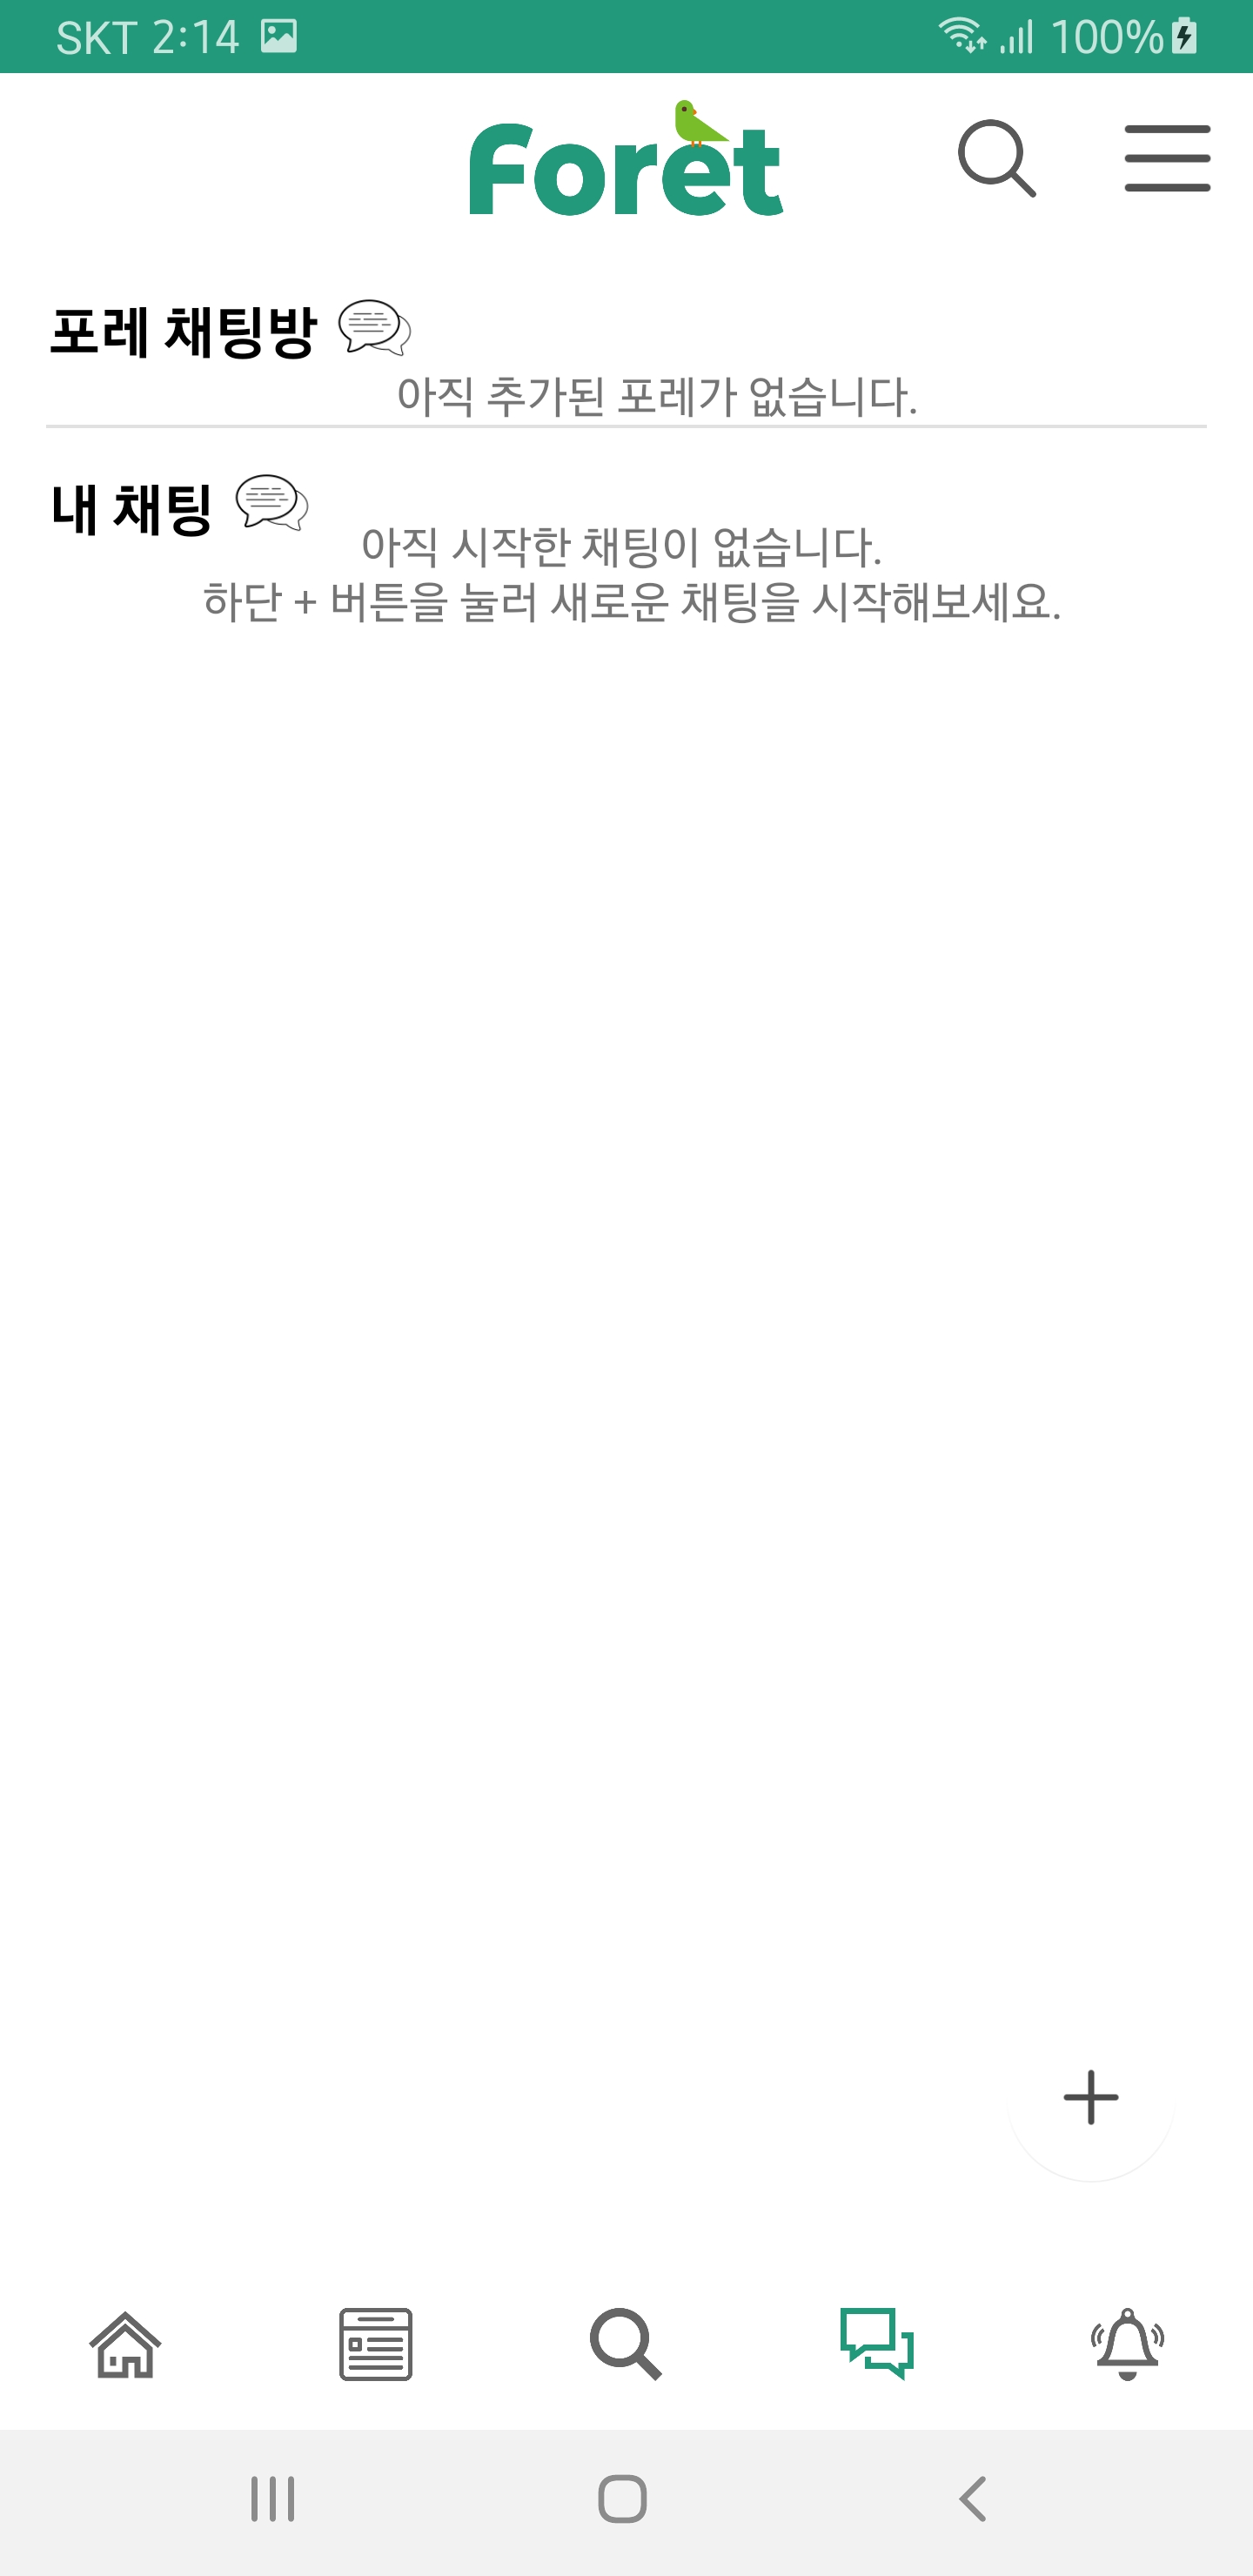 SKT 2:14 100%
Foret
포레 채팅방
아직 추가된 포레가 없습니다.
내 채팅
아직 시작한 채팅이 없습니다.
하단 + 버튼을 눌러 새로운 채팅을 시작해보세요.